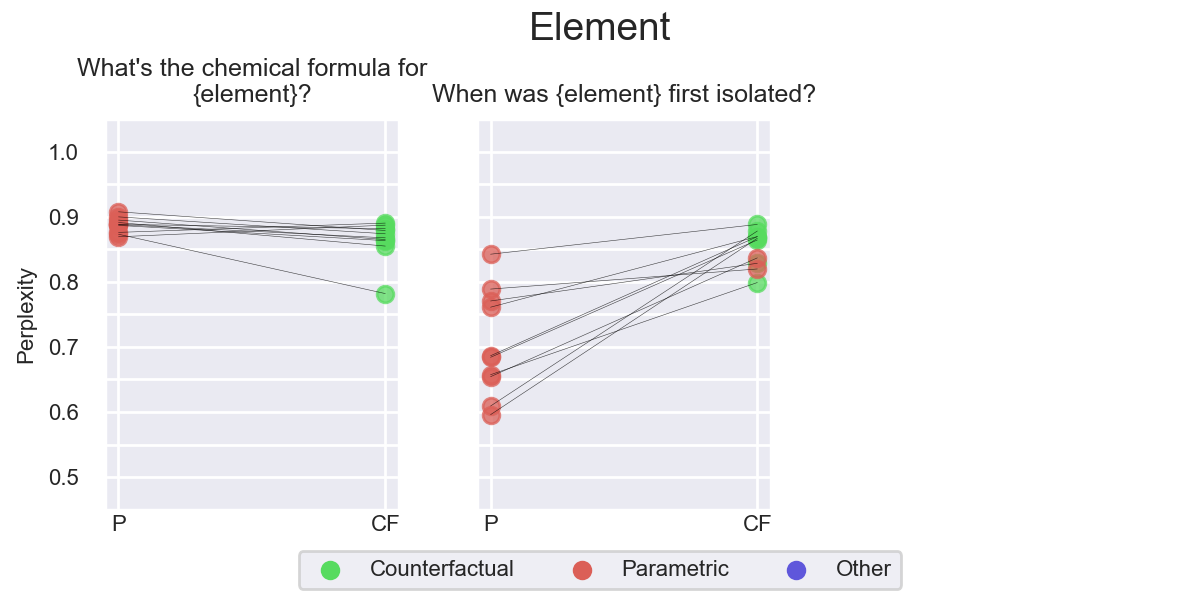 Element
What's the chemical formula for
{element}?
When was {element} first isolated?
Perplexity
1.0
0.9
0.8
0.7
0.6
0.5
P
CF
P
CF
Counterfactual
Parametric
Other